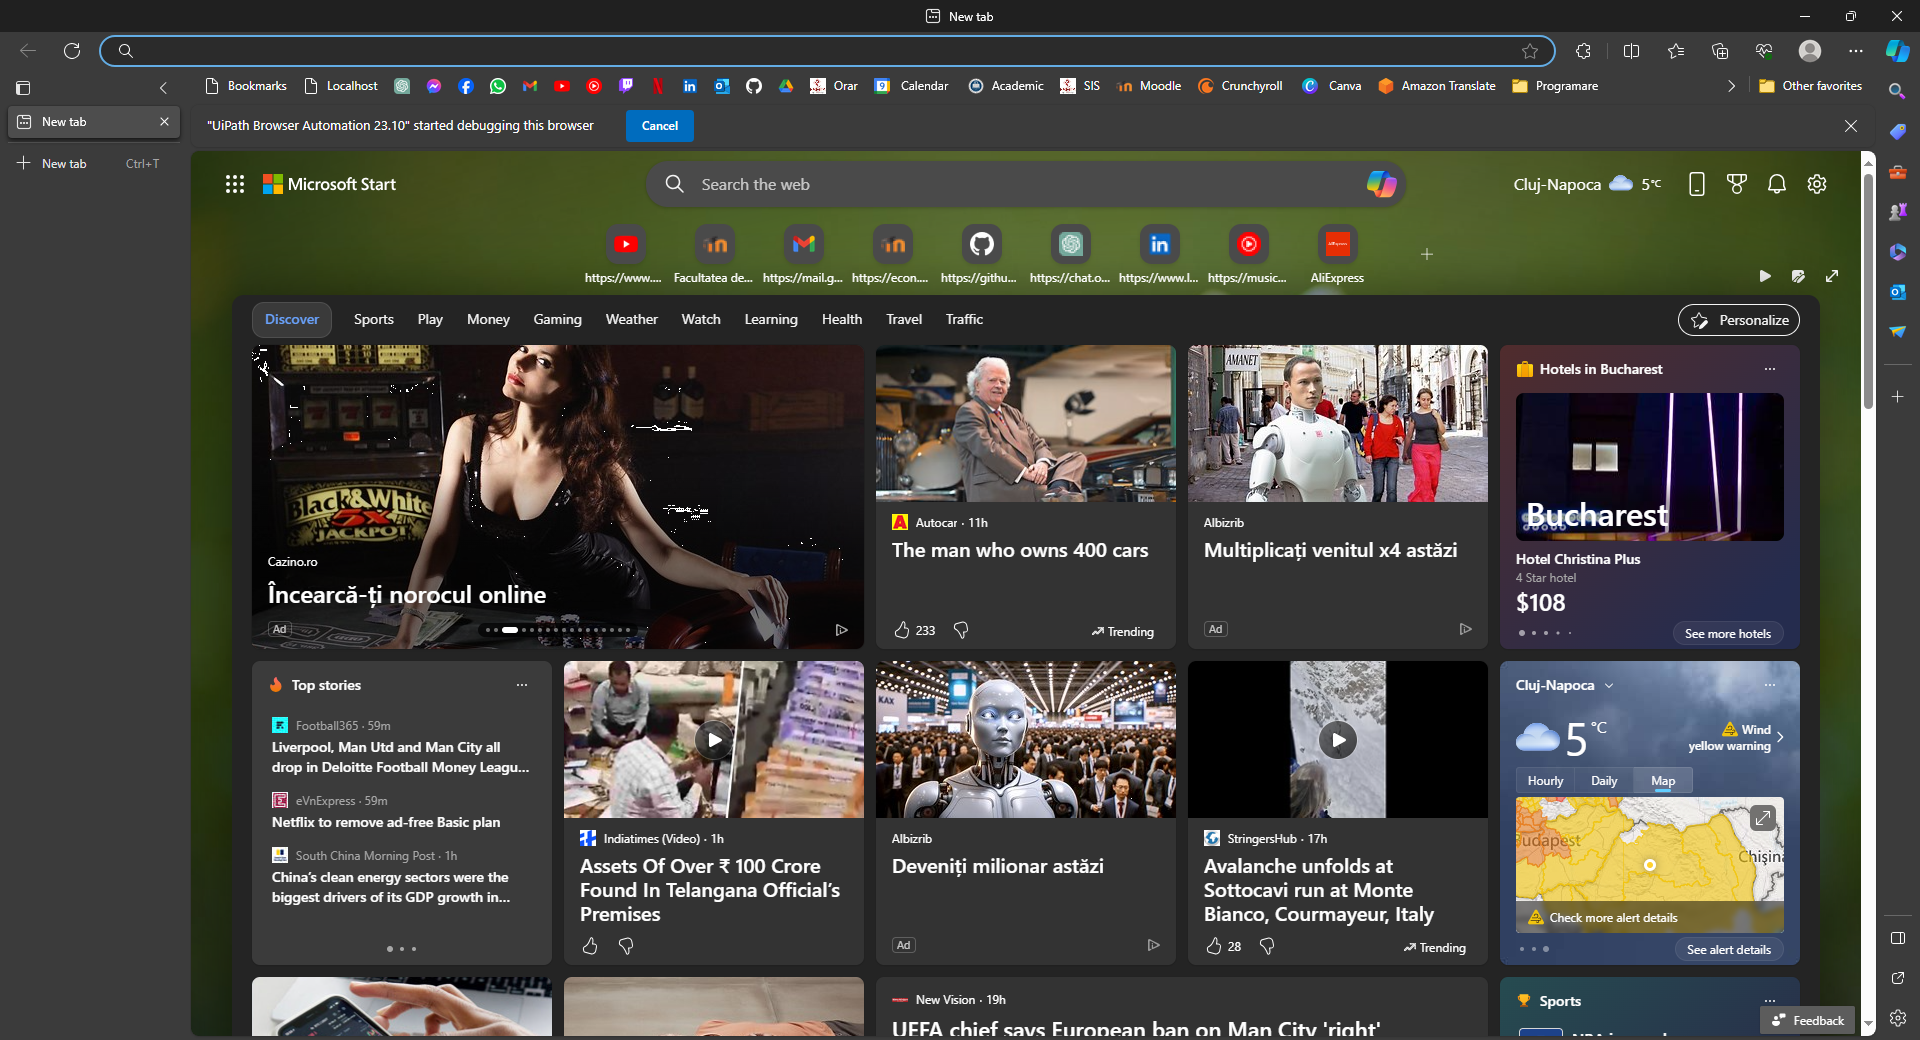 New tab
Bookmarks
Localhost
Orar
Calendar
Academic
SIS
Moodle
Crunchyroll
Canva
Amazon Translate
Programare
Other favorites
New tab
New tab Ctrl+T
"UiPath Browser Automation 23.10" started debugging this browser
Cancel
Microsoft Start
Search the web
Cluj-Napoca 5°C
https://www....
Facultatea de...
https://mail.g...
https://econ....
https://githu...
https://chat.o...
https://www.l...
https://music...
AliExpress
Discover
Sports
Play
Money
Gaming
Weather
Watch
Learning
Health
Travel
Traffic
Personalize
Black&White
5X
JACKPOT
Cazino.ro
Încearcă-ți norocul online
Ad
Autocar · 11h
The man who owns 400 cars
233
Trending
AMANET
Albizrib
Multiplicați venitul x4 astăzi
Ad
Hotels in Bucharest
Bucharest
Hotel Christina Plus
4 Star hotel
$108
See more hotels
Top stories
Football365 · 59m
Liverpool, Man Utd and Man City all
drop in Deloitte Football Money Leagu...
eVnExpress · 59m
Netflix to remove ad-free Basic plan
South China Morning Post · 1h
China's clean energy sectors were the
biggest drivers of its GDP growth in...
Indiatimes (Video) · 1h
Assets Of Over ₹ 100 Crore
Found In Telangana Official's
Premises
KAX
Albizrib
Deveniți milionar astăzi
Ad
StringersHub · 17h
Avalanche unfolds at
Sottocavi run at Monte
Bianco, Courmayeur, Italy
28
Trending
Cluj-Napoca
5°C
Wind
yellow warning
Hourly
Daily
Map
Budapest
Chișina
Check more alert details
See alert details
New Vision · 19h
UEFA chief says European ban on Man City 'right'
Sports
Feedback